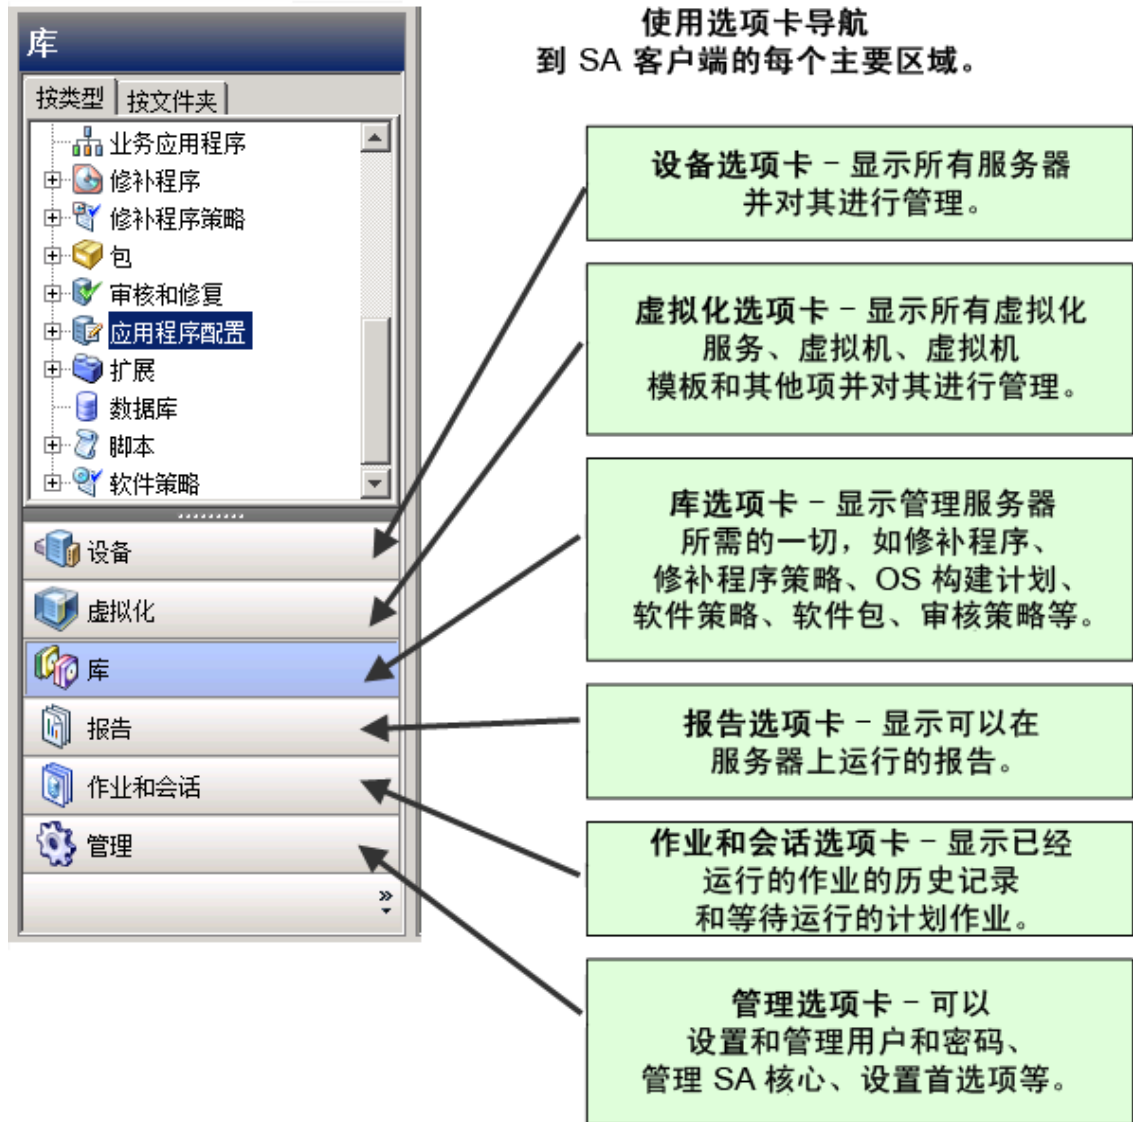 使用选项卡导航
到 SA 客户端的每个主要区域。
库
按类型
按文件夹
业务应用程序
修补程序
修补程序策略
包
审核和修复
应用程序配置
扩展
数据库
脚本
软件策略
设备
虚拟化
库
报告
作业和会话
管理
设备选项卡 – 显示所有服务器
并对其进行管理。
虚拟化选项卡 – 显示所有虚拟化
服务、虚拟机、虚拟机
模板和其他项并对其进行管理。
库选项卡 – 显示管理服务器
所需的一切，如修补程序、
修补程序策略、OS 构建计划、
软件策略、软件包、审核策略等。
报告选项卡 – 显示可以在
服务器上运行的报告。
作业和会话选项卡 – 显示已经
运行的作业的历史记录
和等待运行的计划作业。
管理选项卡 – 可以
设置和管理用户和密码、
管理 SA 核心、设置首选项等。